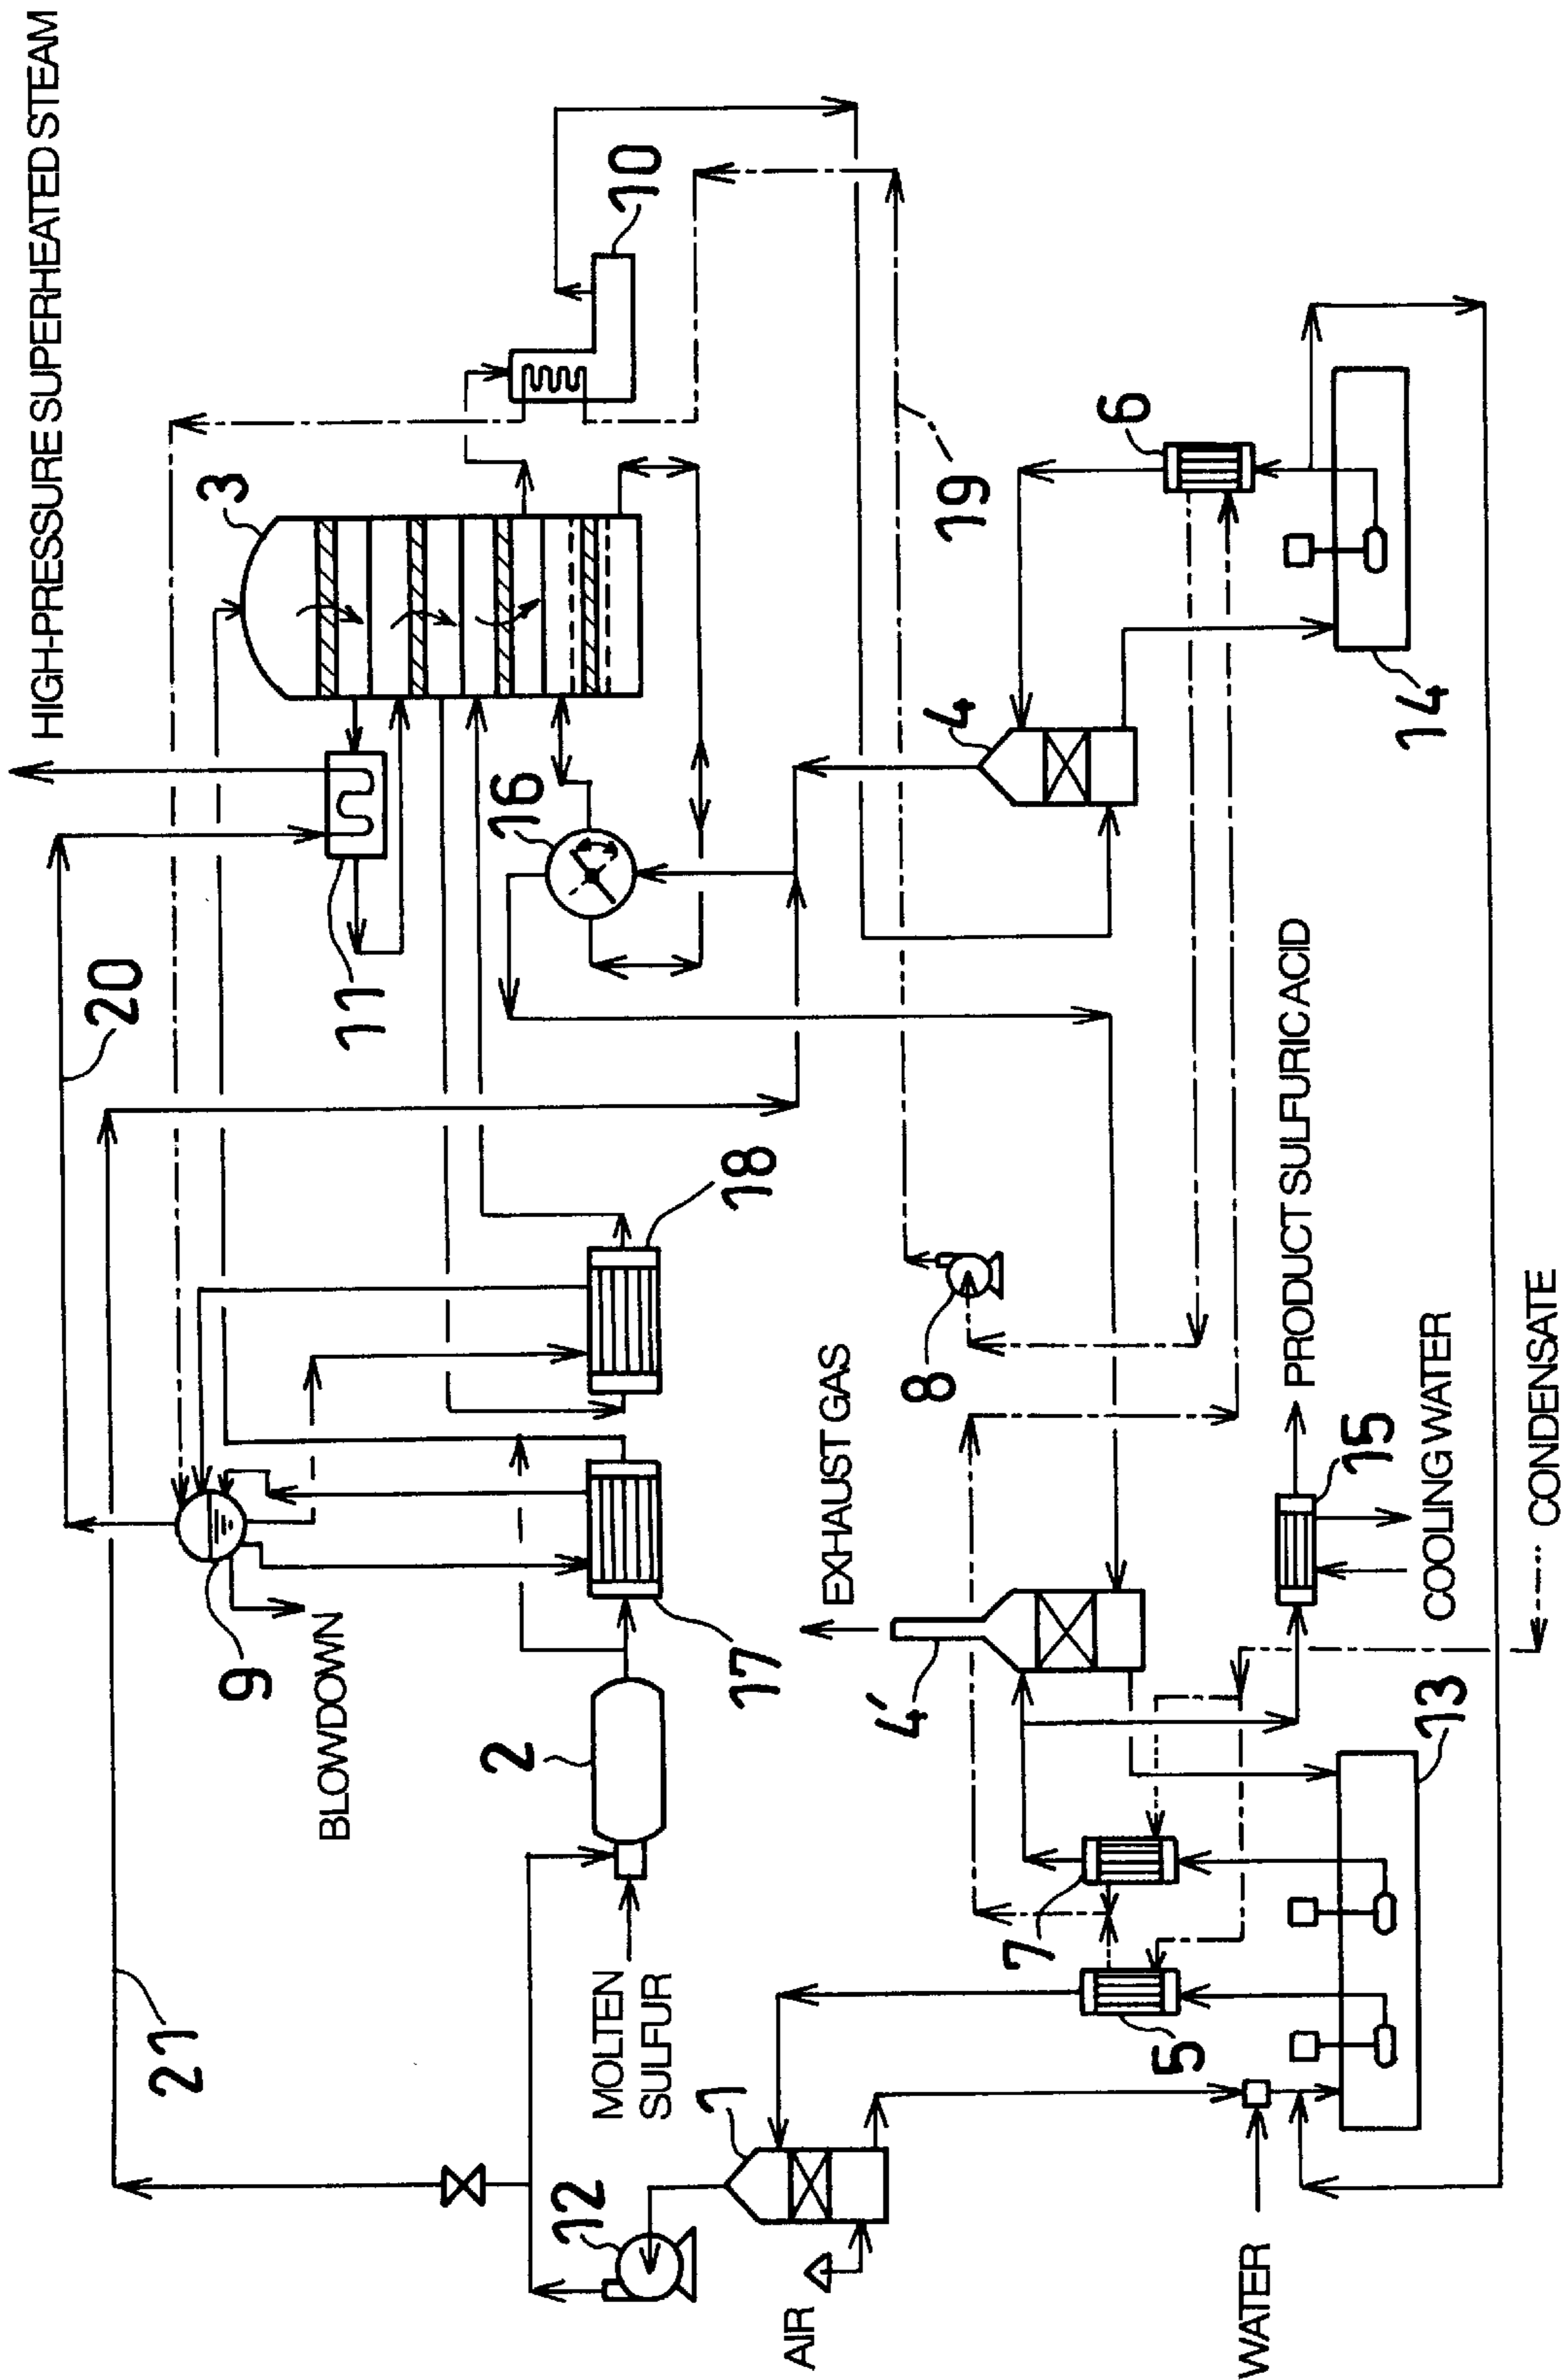 HIGH-PRESSURE SUPERHEATED STEAM
20
3
10
11
16
19
6
4
14
21
9
BLOWDOWN
18
17
2
MOLTEN
SULFUR
12
1
AIR
EXHAUST GAS
8
4'
7
5
PRODUCT SULFURIC ACID
15
COOLING WATER
CONDENSATE
13
WATER